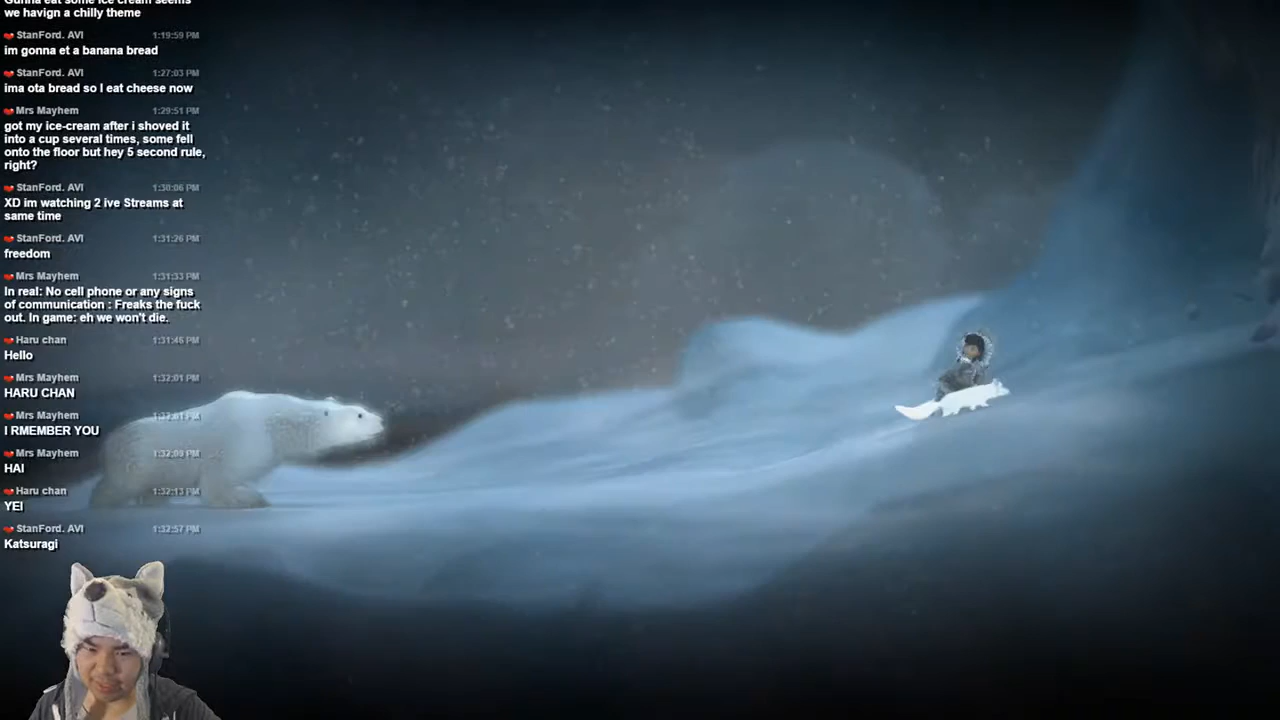 Gunna eat some ice cream seems
we havign a chilly theme
StanFord. AVI 1:19:59 PM
im gonna et a banana bread
StanFord. AVI 1:27:03 PM
ima ota bread so I eat cheese now
Mrs Mayhem 1:29:51 PM
got my ice-cream after i shoved it
into a cup several times, some fell
onto the floor but hey 5 second rule,
right?
StanFord. AVI 1:30:06 PM
XD im watching 2 ive Streams at
same time
StanFord. AVI 1:31:26 PM
freedom
Mrs Mayhem 1:31:33 PM
In real: No cell phone or any signs
of communication : Freaks the fuck
out. In game: eh we won't die.
Haru chan 1:31:46 PM
Hello
Mrs Mayhem 1:32:01 PM
HARU CHAN
Mrs Mayhem 1:32:01 PM
I RMEMBER YOU
Mrs Mayhem 1:32:09 PM
HAI
Haru chan 1:32:13 PM
YEI
StanFord. AVI 1:32:57 PM
Katsuragi